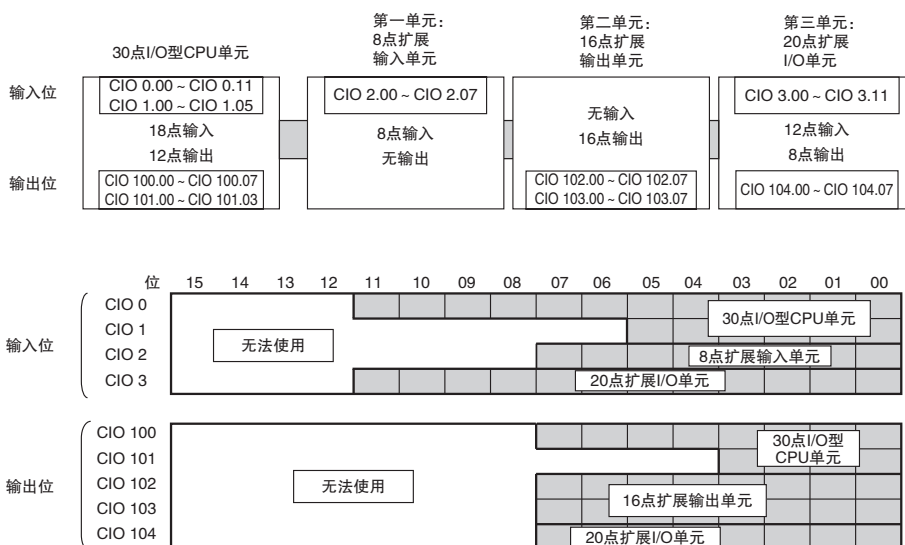 30点I/O型CPU单元
第一单元：
8点扩展
输入单元
第二单元：
16点扩展
输出单元
第三单元：
20点扩展
I/O单元
输入位
CIO 0.00 ~ CIO 0.11
CIO 1.00 ~ CIO 1.05
18点输入
12点输出
输出位
CIO 100.00 ~ CIO 100.07
CIO 101.00 ~ CIO 101.03
CIO 2.00 ~ CIO 2.07
8点输入
无输出
无输入
16点输出
CIO 102.00 ~ CIO 102.07
CIO 103.00 ~ CIO 103.07
CIO 3.00 ~ CIO 3.11
12点输入
8点输出
CIO 104.00 ~ CIO 104.07
位 15 14 13 12 11 10 09 08 07 06 05 04 03 02 01 00
输入位
CIO 0
CIO 1
CIO 2
CIO 3
无法使用
30点I/O型CPU单元
8点扩展输入单元
20点扩展I/O单元
输出位
CIO 100
CIO 101
CIO 102
CIO 103
CIO 104
无法使用
30点I/O型
CPU单元
16点扩展输出单元
20点扩展I/O单元